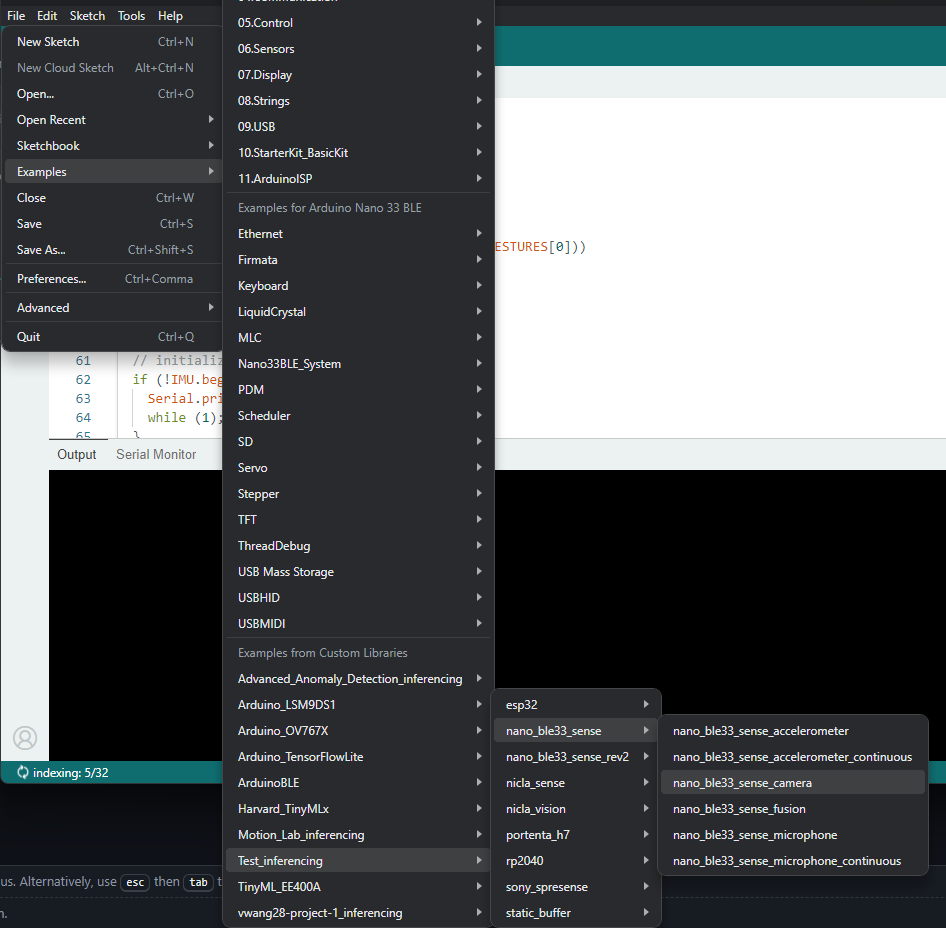 File Edit Sketch Tools Help
New Sketch Ctrl+N
New Cloud Sketch Alt+Ctrl+N
Open... Ctrl+O
Open Recent
Sketchbook
Examples
Close Ctrl+W
Save Ctrl+S
Save As... Ctrl+Shift+S
Preferences... Ctrl+Comma
Advanced
Quit Ctrl+Q
05.Control
06.Sensors
07.Display
08.Strings
09.USB
10.StarterKit_BasicKit
11.ArduinoISP
Examples for Arduino Nano 33 BLE
Ethernet
Firmata
Keyboard
LiquidCrystal
MLC
Nano33BLE_System
PDM
Scheduler
SD
Servo
Stepper
TFT
ThreadDebug
USB Mass Storage
USBHID
USBMIDI
Examples from Custom Libraries
Advanced_Anomaly_Detection_inferencing
Arduino_LSM9DS1
Arduino_OV767X
Arduino_TensorFlowLite
ArduinoBLE
Harvard_TinyMLx
Motion_Lab_inferencing
Test_inferencing
TinyML_EE400A
vwang28-project-1_inferencing
esp32
nano_ble33_sense
nano_ble33_sense_rev2
nicla_sense
nicla_vision
portenta_h7
rp2040
sony_spresense
static_buffer
nano_ble33_sense_accelerometer
nano_ble33_sense_accelerometer_continuous
nano_ble33_sense_camera
nano_ble33_sense_fusion
nano_ble33_sense_microphone
nano_ble33_sense_microphone_continuous
ESTURES[0]))
61 // initializ
62 if (!IMU.beg
63 Serial.pri
64 while (1);
65 }
Output Serial Monitor
indexing: 5/32
us. Alternatively, use esc then tab t
n.